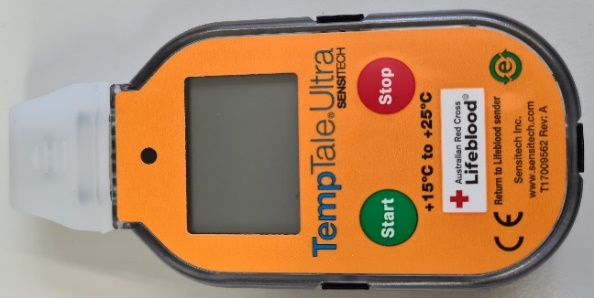 TempTale® Ultra
SENSITECH
Start
Stop
+15°C to +25°C
Australian Red Cross
Lifeblood®
Return to Lifeblood sender
Sensitech Inc.
www.sensitech.com
T17009562 Rev: A
CE
e